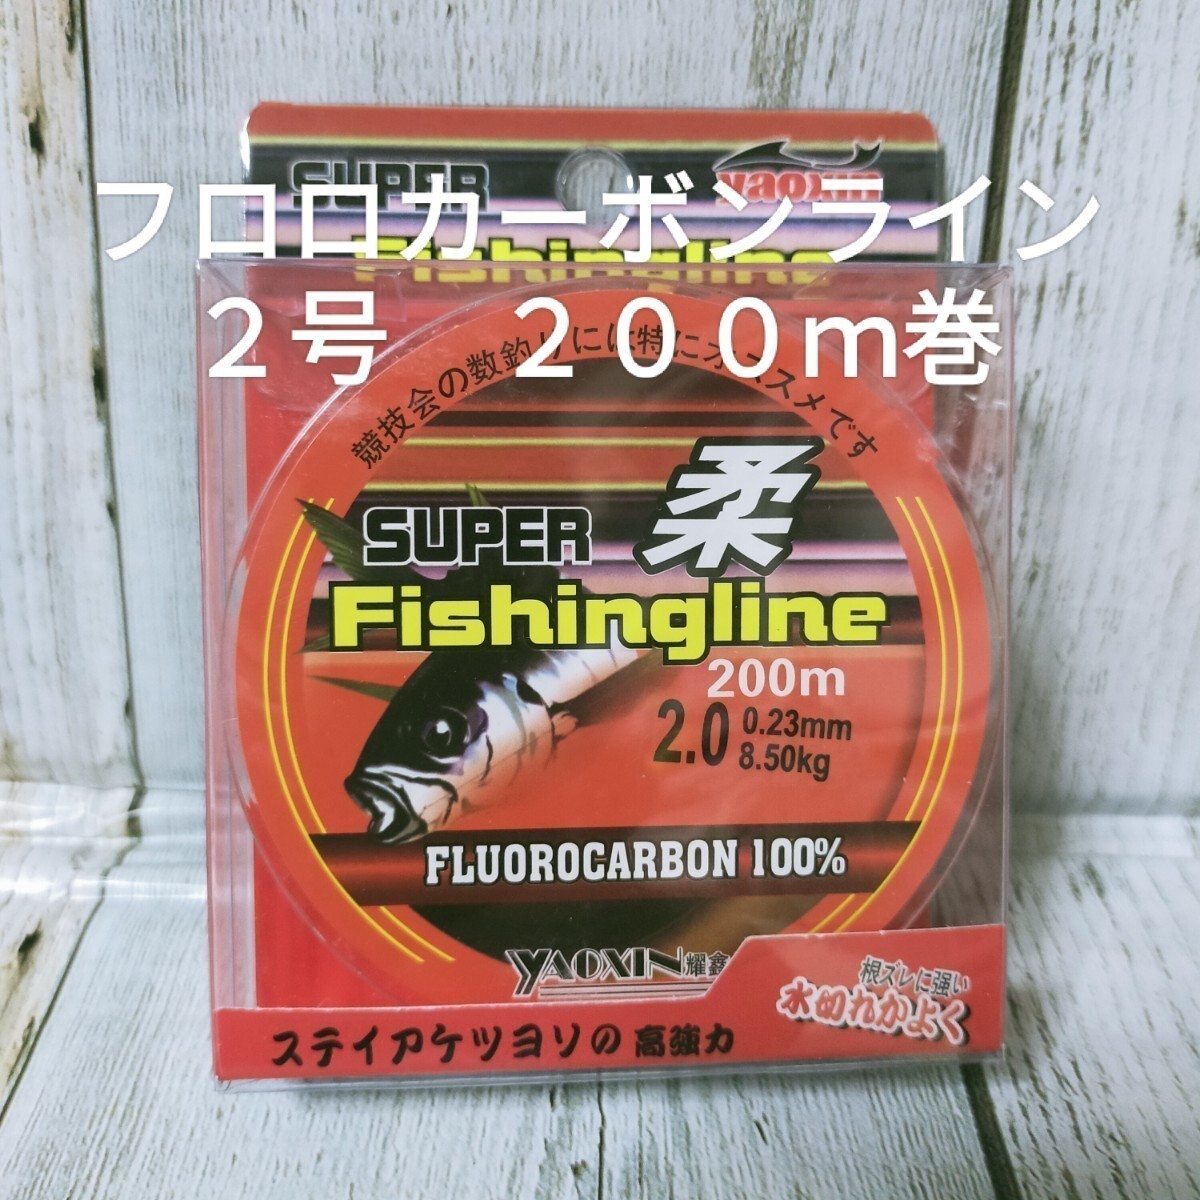 SUPER
yaoxin
Fishingline
フロロカーボンライン
2号 200m巻
競技会の数釣りには特にオススメです
SUPER 柔
Fishingline
200m
2.0 0.23mm
8.50kg
FLUOROCARBON 100%
YAOXIN 耀鑫
根ズレに強い
水切れかよく
ステイアケツヨソの高強力